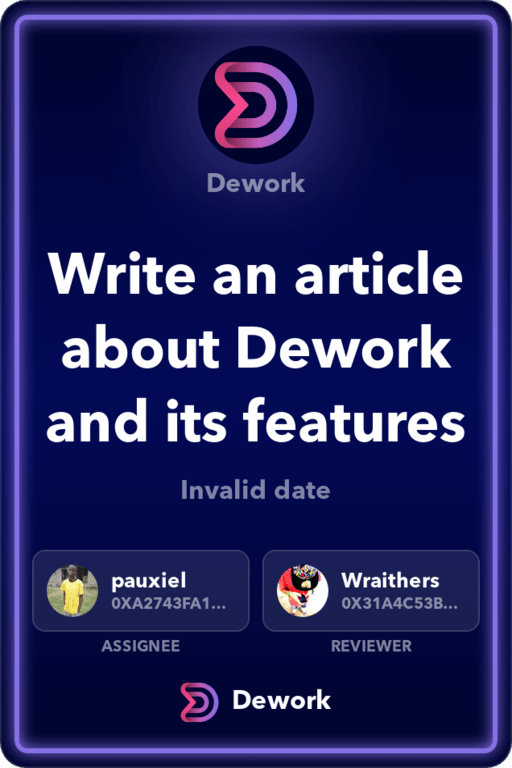 Dework
Write an article
about Dework
and its features
Invalid date
pauxiel
0XA2743FA1...
Wraithers
0X31A4C53B...
ASSIGNEE
REVIEWER
Dework